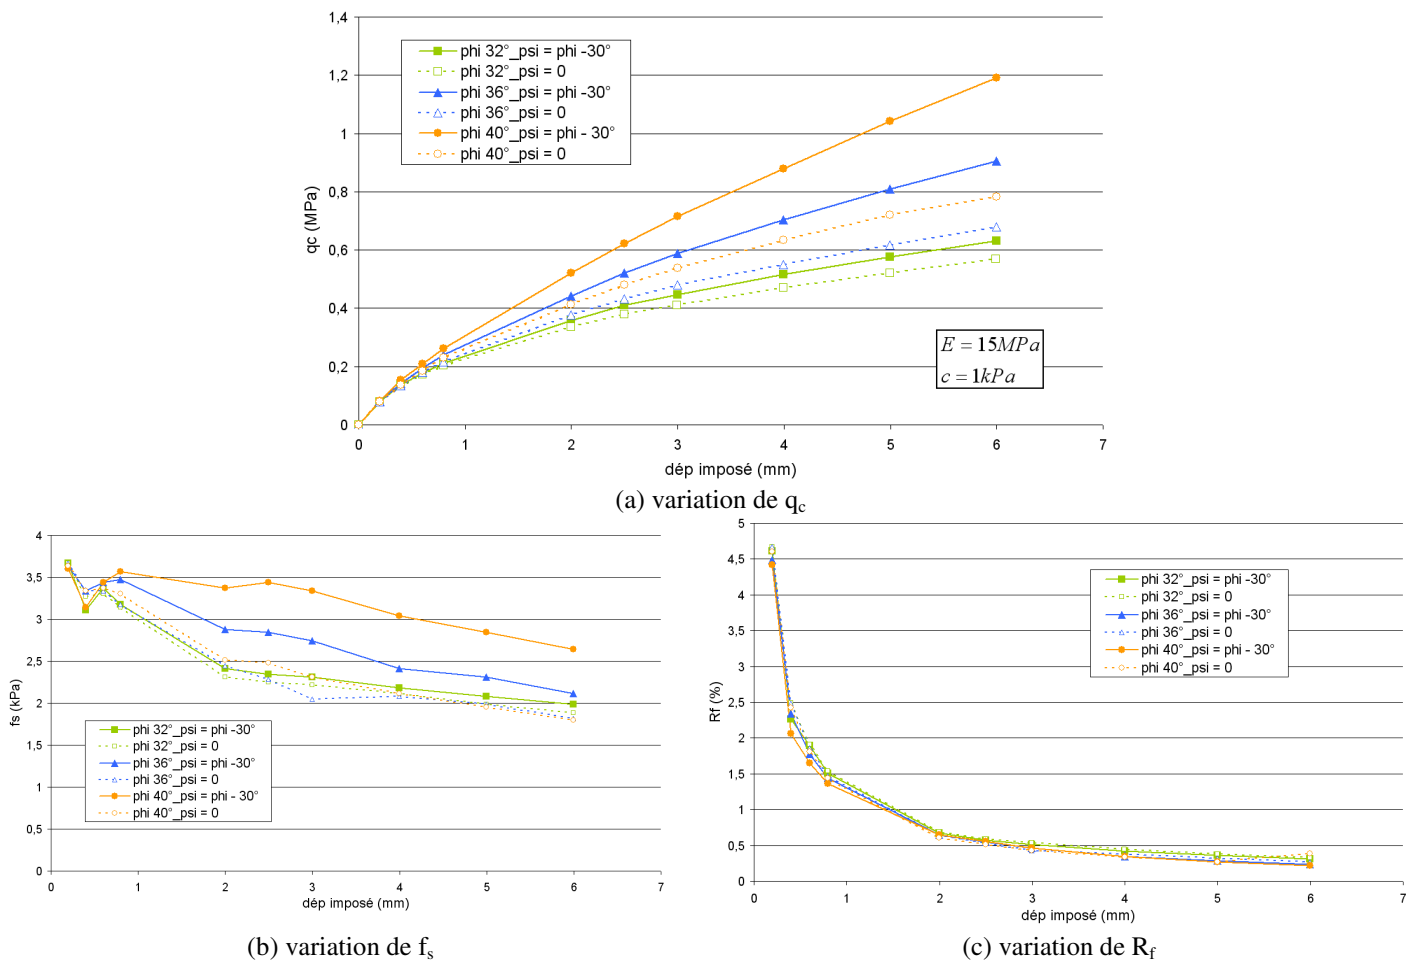 1,4
1,2
1
0,8
0,6
0,4
0,2
0
qc (MPa)
phi 32°_psi = phi -30°
phi 32°_psi = 0
phi 36°_psi = phi -30°
phi 36°_psi = 0
phi 40°_psi = phi - 30°
phi 40°_psi = 0
E = 15MPa
c = 1kPa
0 1 2 3 4 5 6 7
dép imposé (mm)
(a) variation de qc
4
3,5
3
2,5
2
1,5
1
0,5
0
fs (kPa)
phi 32°_psi = phi -30°
phi 32°_psi = 0
phi 36°_psi = phi -30°
phi 36°_psi = 0
phi 40°_psi = phi - 30°
phi 40°_psi = 0
0 1 2 3 4 5 6 7
dép imposé (mm)
(b) variation de fs
5
4,5
4
3,5
3
2,5
2
1,5
1
0,5
0
Rf (%)
phi 32°_psi = phi -30°
phi 32°_psi = 0
phi 36°_psi = phi -30°
phi 36°_psi = 0
phi 40°_psi = phi - 30°
phi 40°_psi = 0
0 1 2 3 4 5 6 7
dép imposé (mm)
(c) variation de Rf